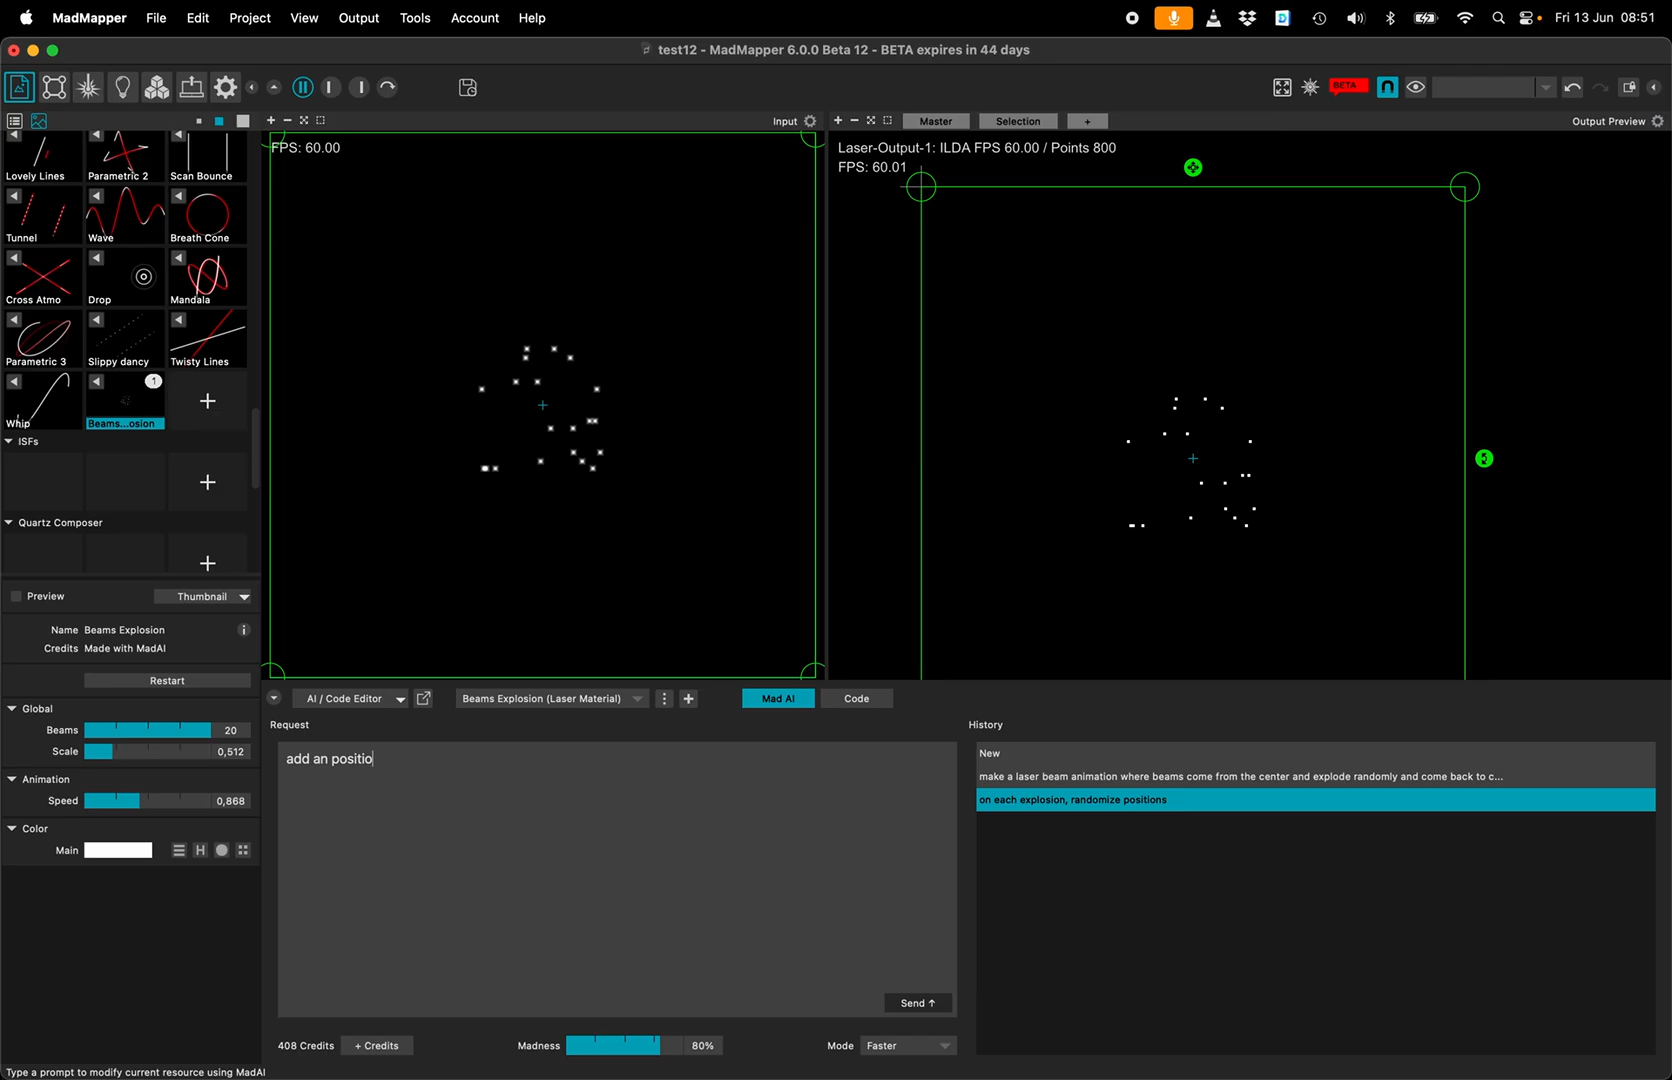 MadMapper File Edit Project View Output Tools Account Help
Fri 13 Jun 08:51
test12 - MadMapper 6.0.0 Beta 12 - BETA expires in 44 days
BETA
Input
Master
Selection
+
Output Preview
FPS: 60.00
Laser-Output-1: ILDA FPS 60.00 / Points 800
FPS: 60.01
Lovely Lines
Parametric 2
Scan Bounce
Tunnel
Wave
Breath Cone
Cross Atmo
Drop
Mandala
Parametric 3
Slippy dancy
Twisty Lines
Whip
1
Beams...osion
ISFs
Quartz Composer
Preview
Thumbnail
Name Beams Explosion
Credits Made with MadAI
Restart
Global
Beams 20
Scale 0,512
Animation
Speed 0,868
Color
Main
H
AI / Code Editor
Beams Explosion (Laser Material)
Mad AI
Code
Request
add an positio
Send ↑
408 Credits
+ Credits
Madness
80%
Mode
Faster
History
New
make a laser beam animation where beams come from the center and explode randomly and come back to c...
on each explosion, randomize positions
Type a prompt to modify current resource using MadAI